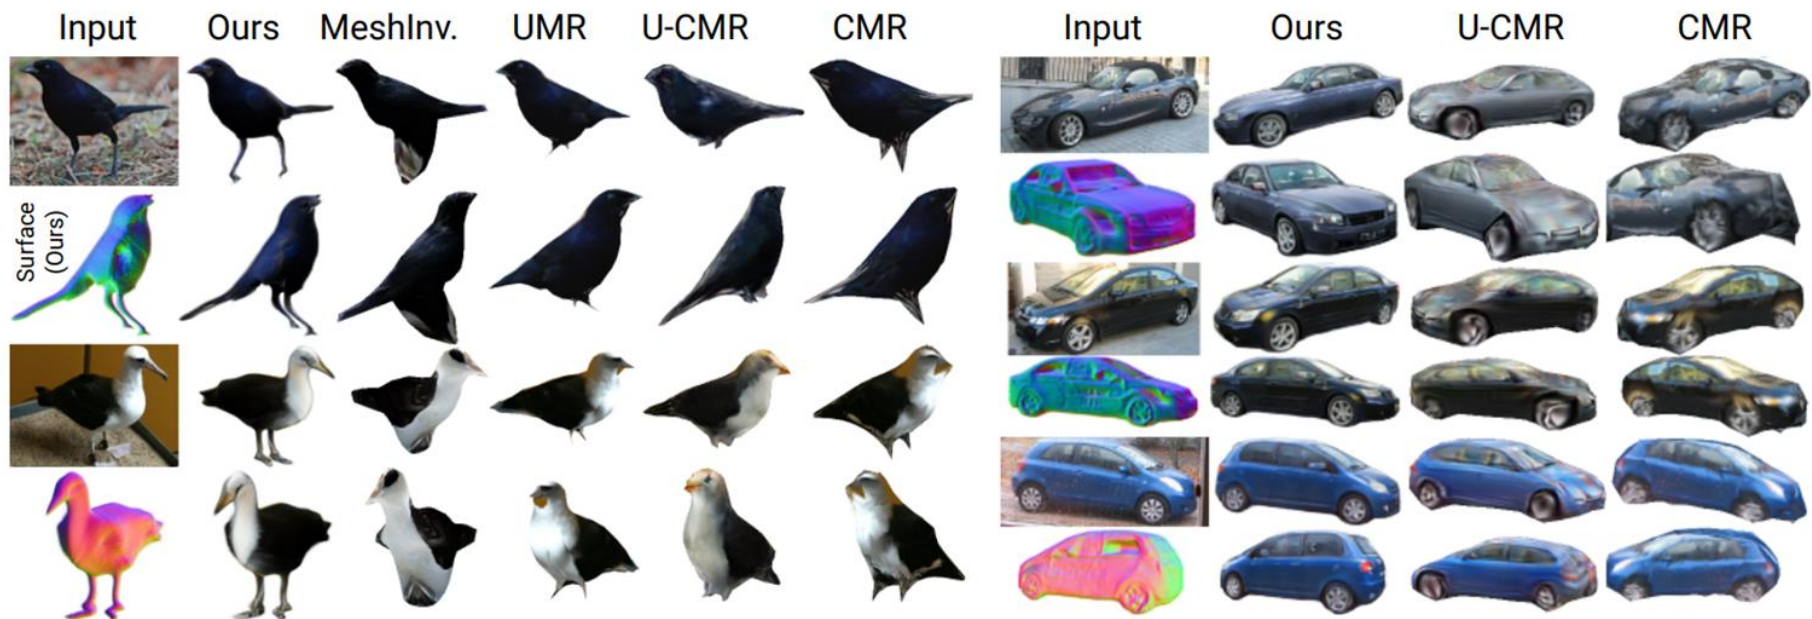 Input Ours MeshInv. UMR U-CMR CMR Input Ours U-CMR CMR
Surface
(Ours)